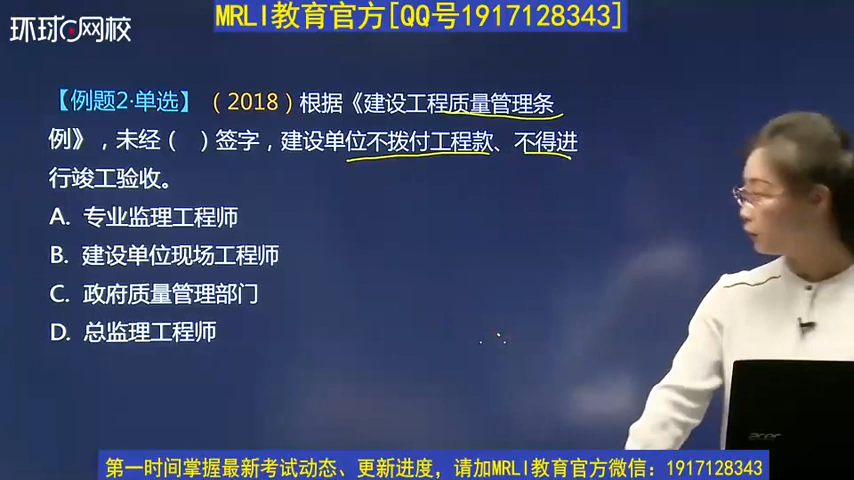 MRLI教育官方[QQ号1917128343]
环球网校
【例题2·单选】（2018）根据《建设工程质量管理条
例》，未经（ ）签字，建设单位不拨付工程款、不得进
行竣工验收。
A. 专业监理工程师
B. 建设单位现场工程师
C. 政府质量管理部门
D. 总监理工程师
acer
第一时间掌握最新考试动态、更新进度，请加MRLI教育官方微信：1917128343